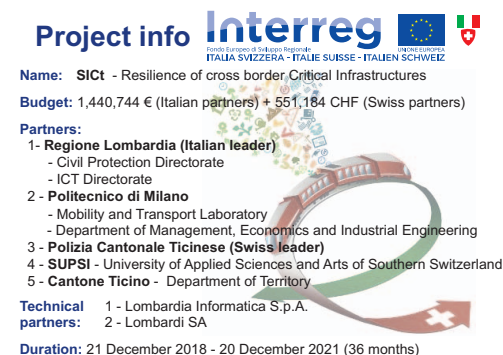 Project info
Interreg
Fondo Europeo di Sviluppo Regionale
UNIONE EUROPEA
ITALIA SVIZZERA - ITALIE SUISSE - ITALIEN SCHWEIZ
Name: SICt - Resilience of cross border Critical Infrastructures
Budget: 1,440,744 € (Italian partners) + 551,184 CHF (Swiss partners)
Partners:
1- Regione Lombardia (Italian leader)
- Civil Protection Directorate
- ICT Directorate
2 - Politecnico di Milano
- Mobility and Transport Laboratory
- Department of Management, Economics and Industrial Engineering
3 - Polizia Cantonale Ticinese (Swiss leader)
4 - SUPSI - University of Applied Sciences and Arts of Southern Switzerland
5 - Cantone Ticino - Department of Territory
Technical partners: 1 - Lombardia Informatica S.p.A.
2 - Lombardi SA
Duration: 21 December 2018 - 20 December 2021 (36 months)